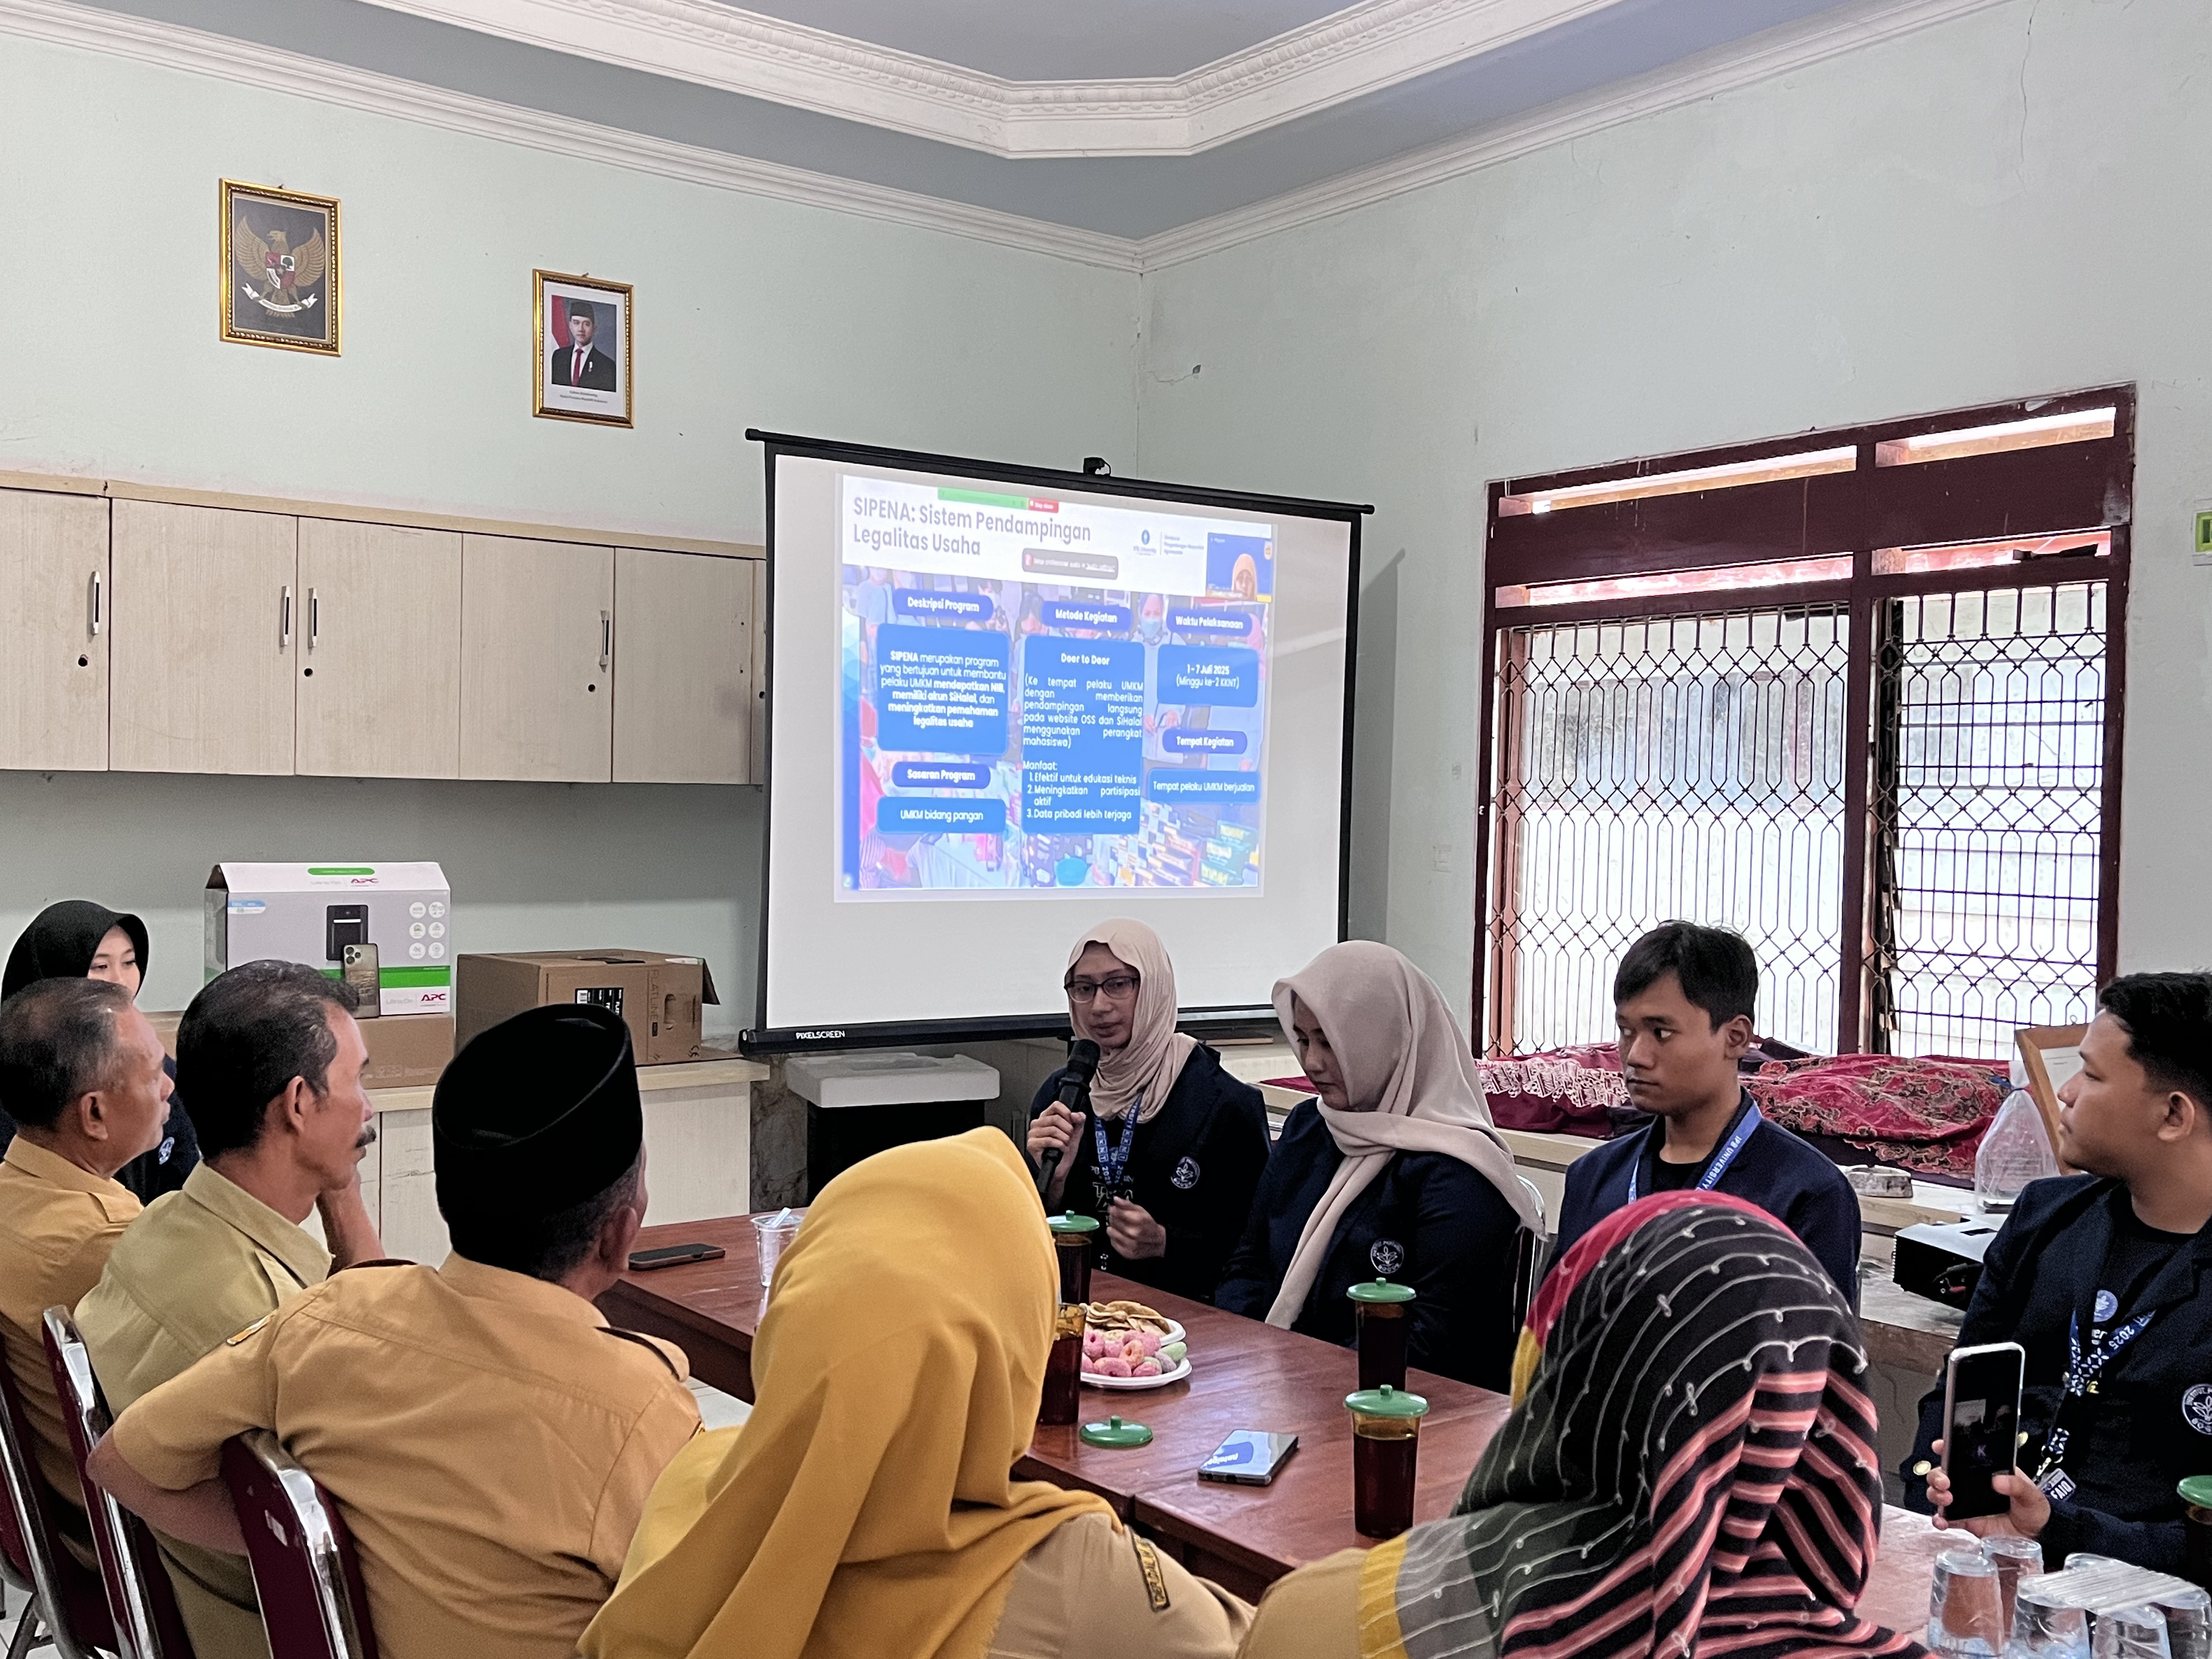 SIPENA: Sistem Pendampingan
Legalitas Usaha
Deskripsi Program
SIPENA merupakan program
yang bertujuan untuk membantu
pelaku UMKM mendapatkan NIB,
memiliki akun SiHalal, dan
meningkatkan pemahaman
legalitas usaha
Sasaran Program
UMKM bidang pangan
Metode Kegiatan
Door to Door
(Ke tempat pelaku UMKM
dengan memberikan
pendampingan langsung
pada website OSS dan SiHalal
menggunakan perangkat
mahasiswa)
Manfaat:
1. Efektif untuk edukasi teknis
2. Meningkatkan partisipasi
aktif
3. Data pribadi lebih terjaga
Waktu Pelaksanaan
1 - 7 Juli 2025
(Minggu ke-2 KKNT)
Tempat Kegiatan
Tempat pelaku UMKM berjualan
PIXELSCREEN
APC
APC
UNIVERSITY
2025
FAIQ
K